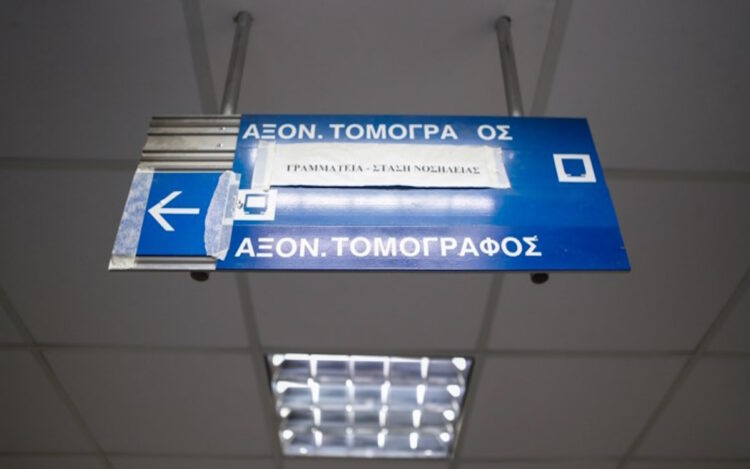 ΑΞΟΝ. ΤΟΜΟΓΡΑ ΟΣ
ΓΡΑΜΜΑΤΕΙΑ - ΣΤΑΣΗ ΝΟΣΗΛΕΙΑΣ
ΑΞΟΝ. ΤΟΜΟΓΡΑΦΟΣ